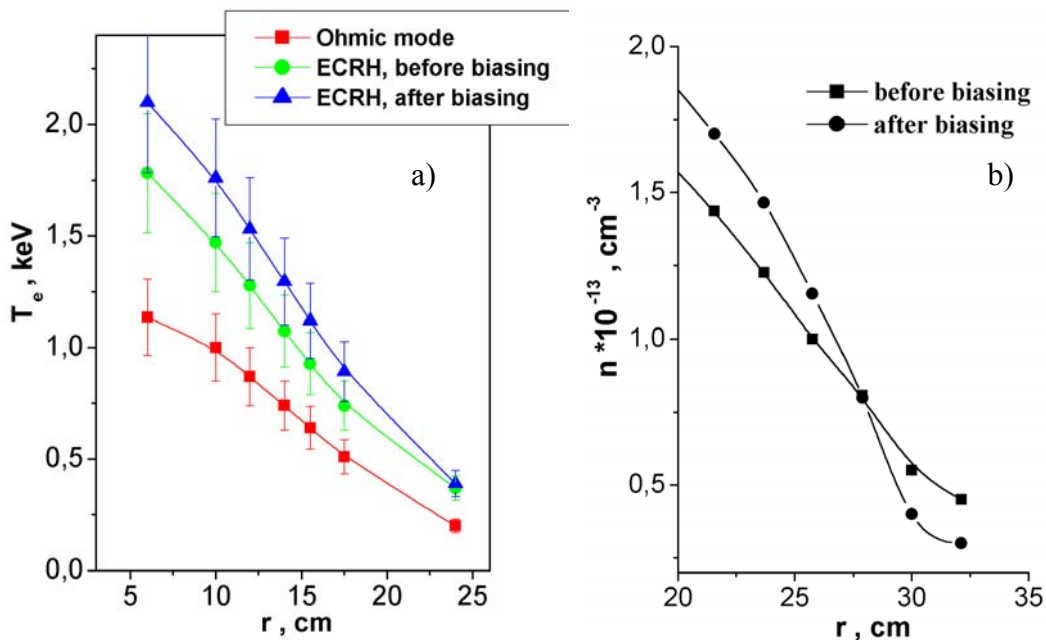 Ohmic mode
ECRH, before biasing
ECRH, after biasing
a)
T_e , keV
2,0
1,5
1,0
0,5
0,0
5
10
15
20
25
r , cm
before biasing
after biasing
b)
n *10^-13 , cm^-3
2,0
1,5
1,0
0,5
20
25
30
35
r , cm